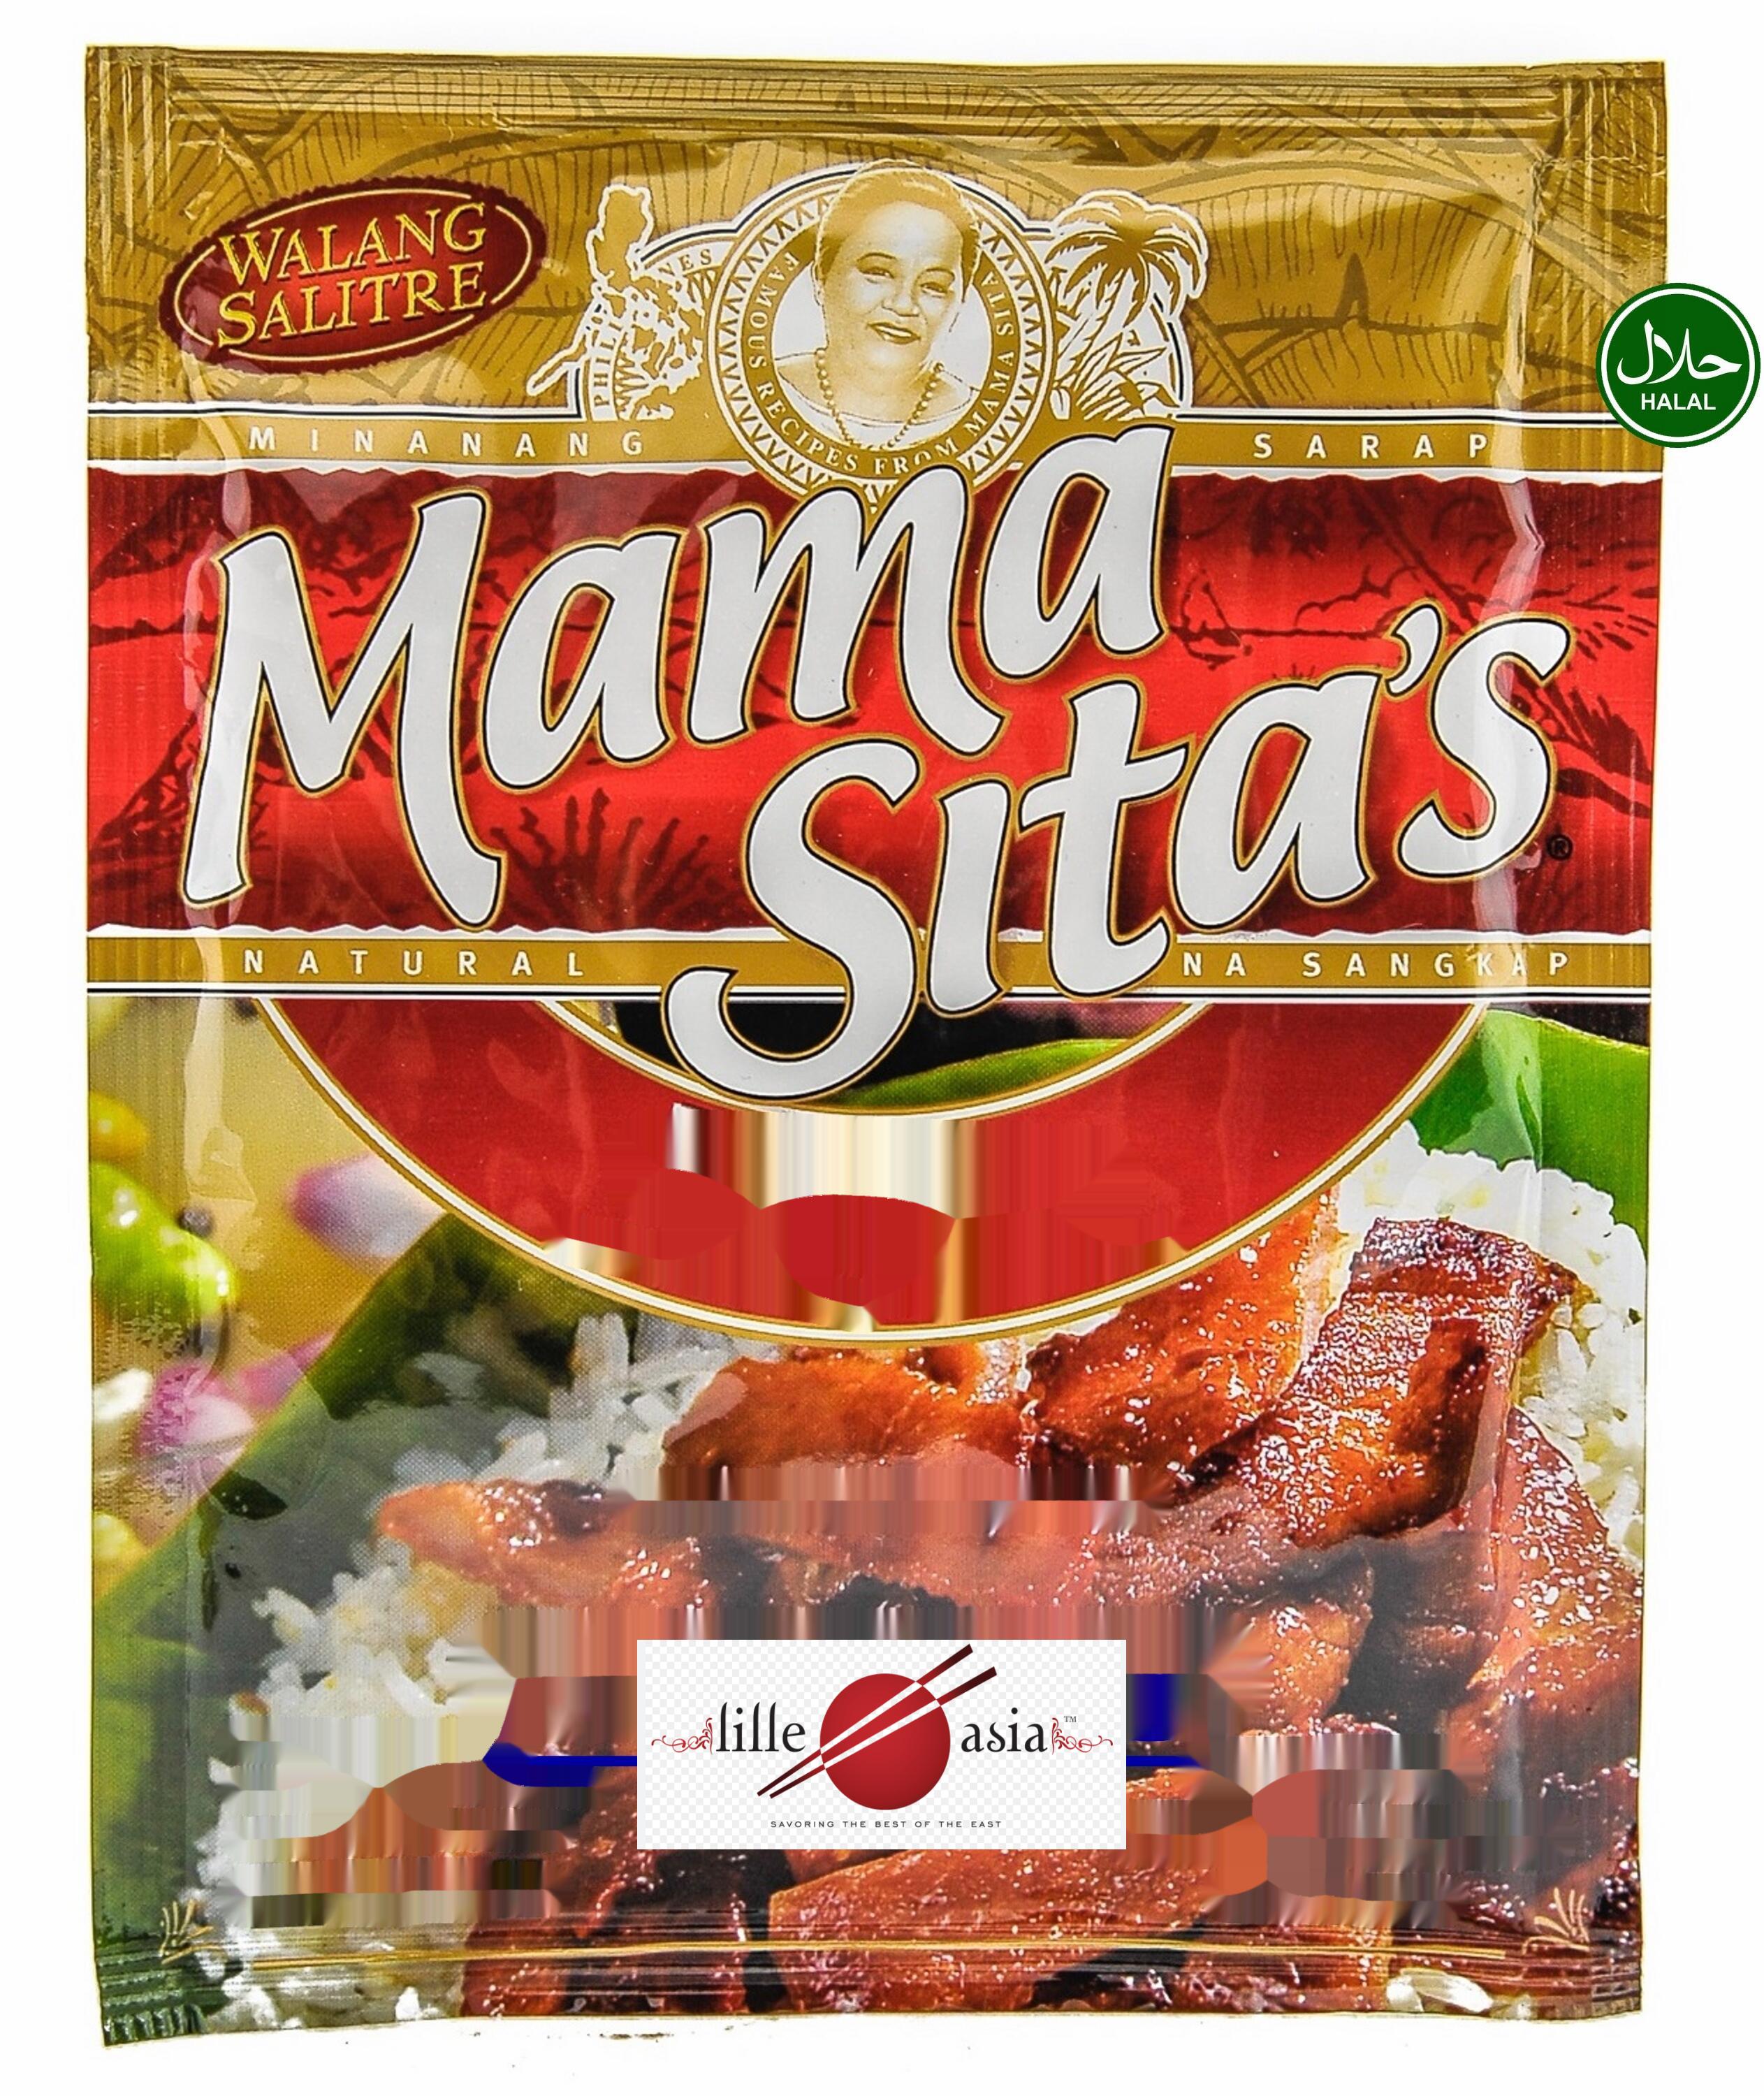 WALANG
SALITRE
PHILIPPINES
FAMOUS RECIPES FROM MAMA SITA'S
حلال
HALAL
MINANANG SARAP
Mama
Sita's®
NATURAL NA SANGKAP
lille asia™
SAVORING THE BEST OF THE EAST